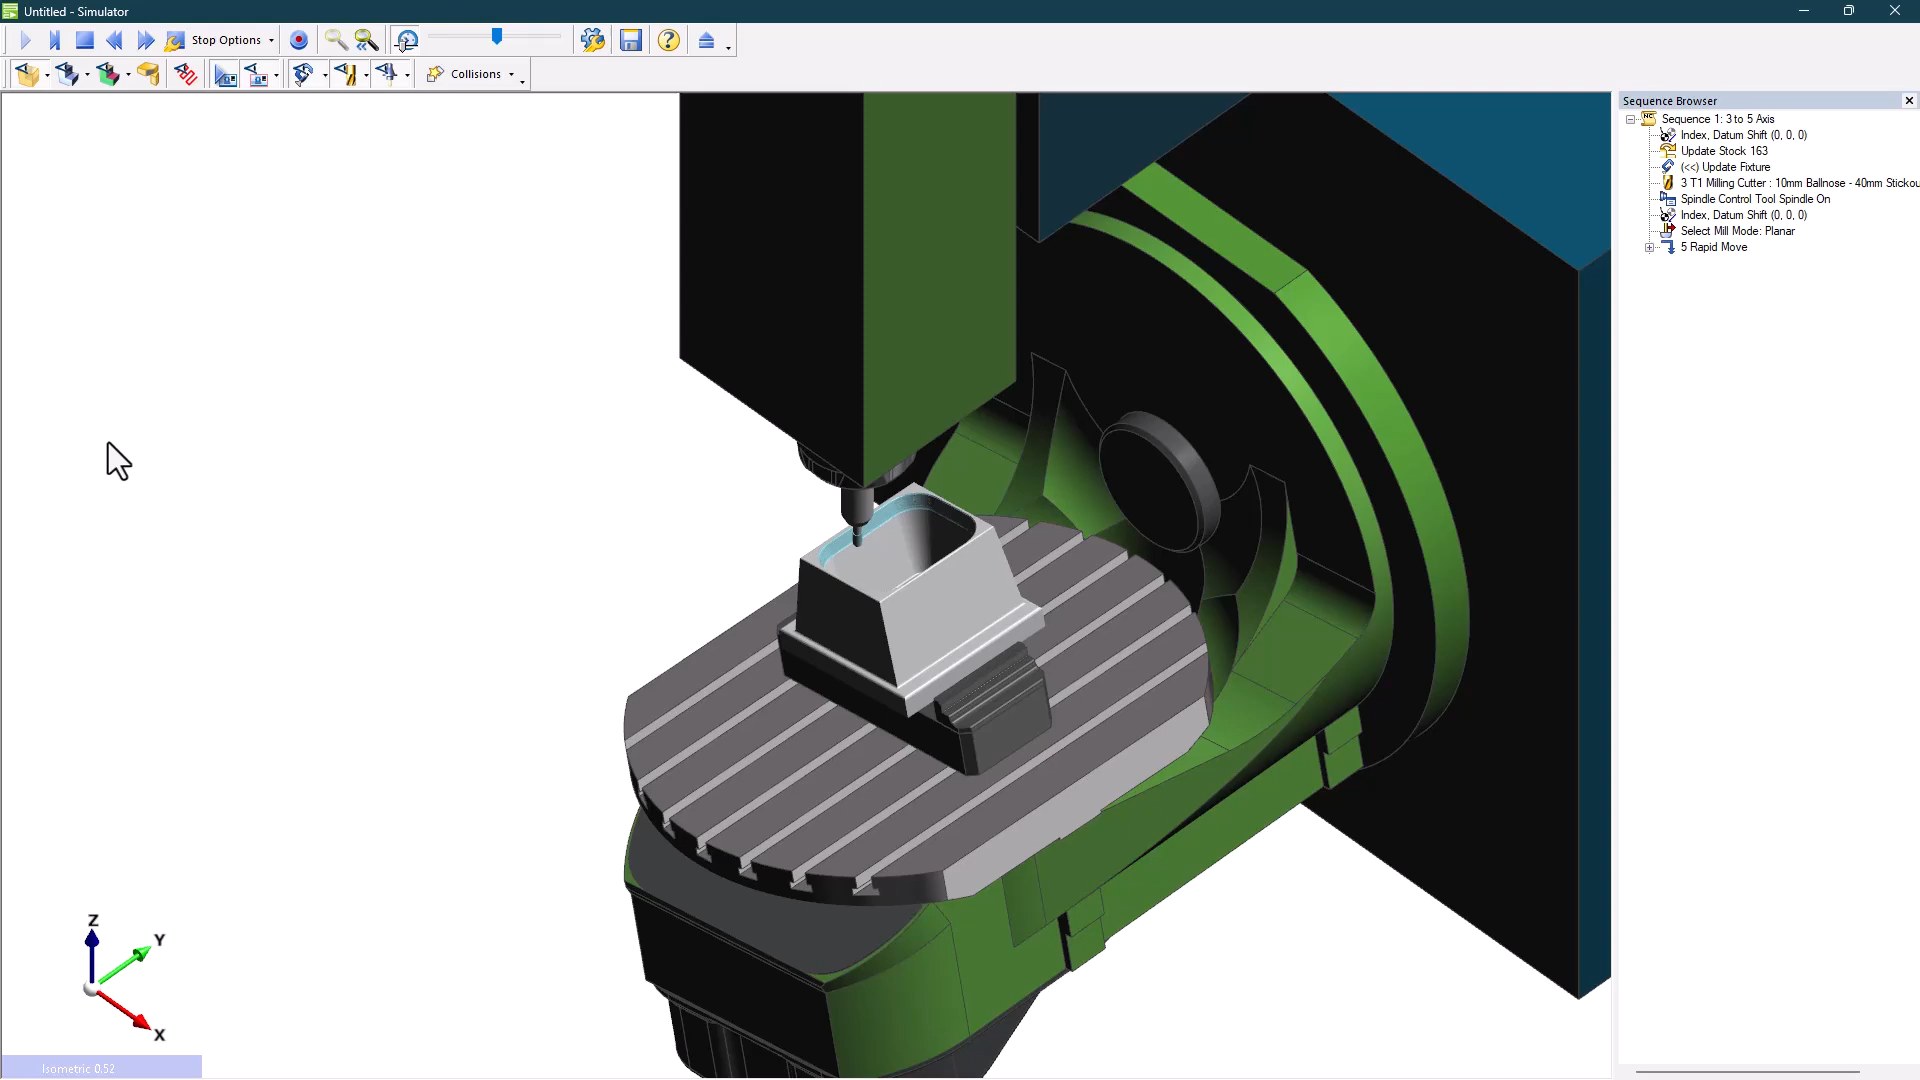 Untitled - Simulator
Stop Options
Collisions
Sequence Browser
NC
Sequence 1: 3 to 5 Axis
Index, Datum Shift (0, 0, 0)
Update Stock 163
(<<) Update Fixture
3 T1 Milling Cutter : 10mm Ballnose - 40mm Stickou
Spindle Control Tool Spindle On
Index, Datum Shift (0, 0, 0)
Select Mill Mode: Planar
5 Rapid Move
Z
Y
X
Isometric 0.52